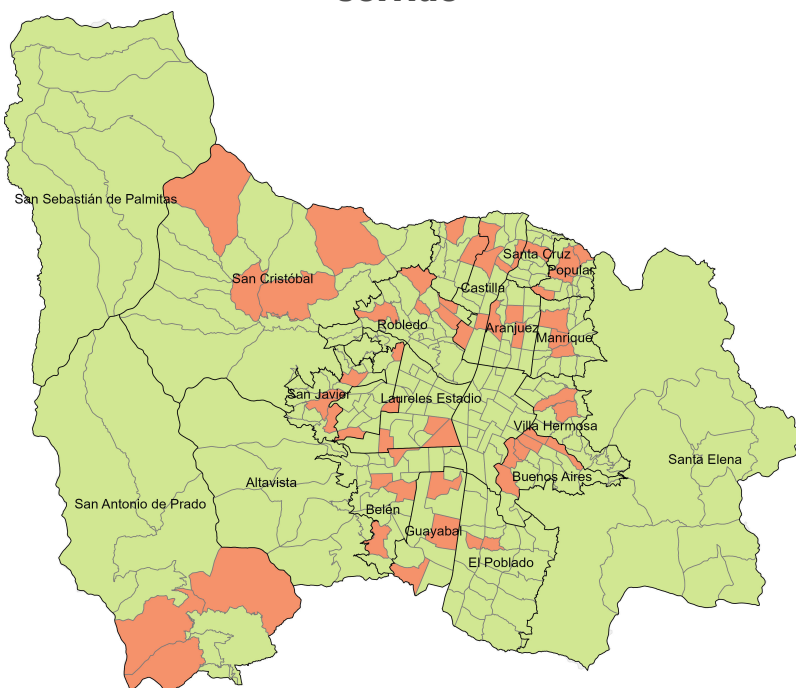 San Sebastián de Palmitas
San Cristóbal
Santa Cruz
Popular
Castilla
Robledo
Aranjuez
Manrique
San Javier
Laureles Estadio
Villa Hermosa
Santa Elena
Buenos Aires
Altavista
San Antonio de Prado
Belén
Guayabal
El Poblado